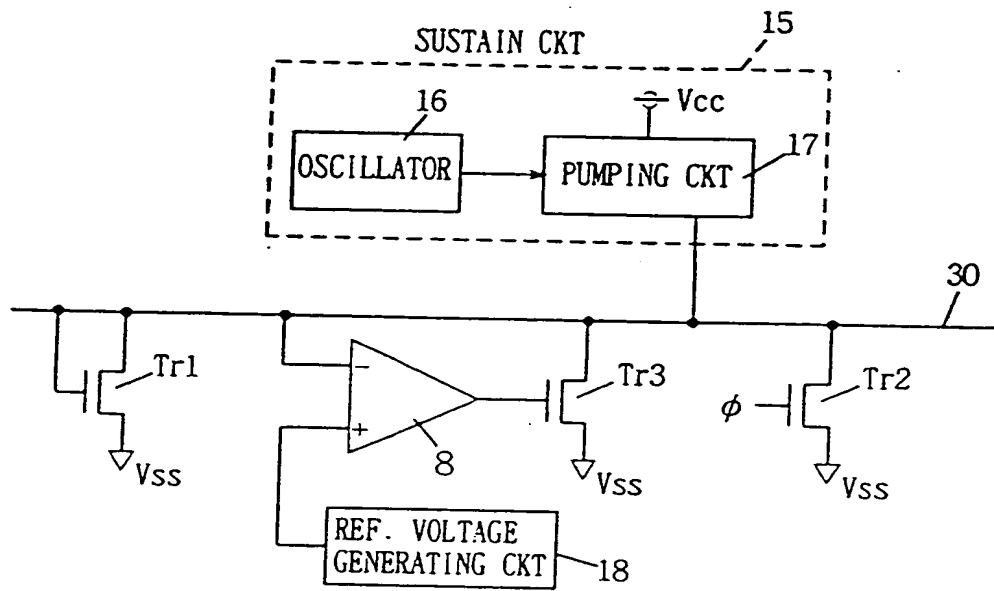 15
SUSTAIN CKT
16
Vcc
OSCILLATOR
PUMPING CKT
17
30
Tr1
−
Tr3
Tr2
ϕ
+
8
Vss
Vss
Vss
REF. VOLTAGE
GENERATING CKT
18